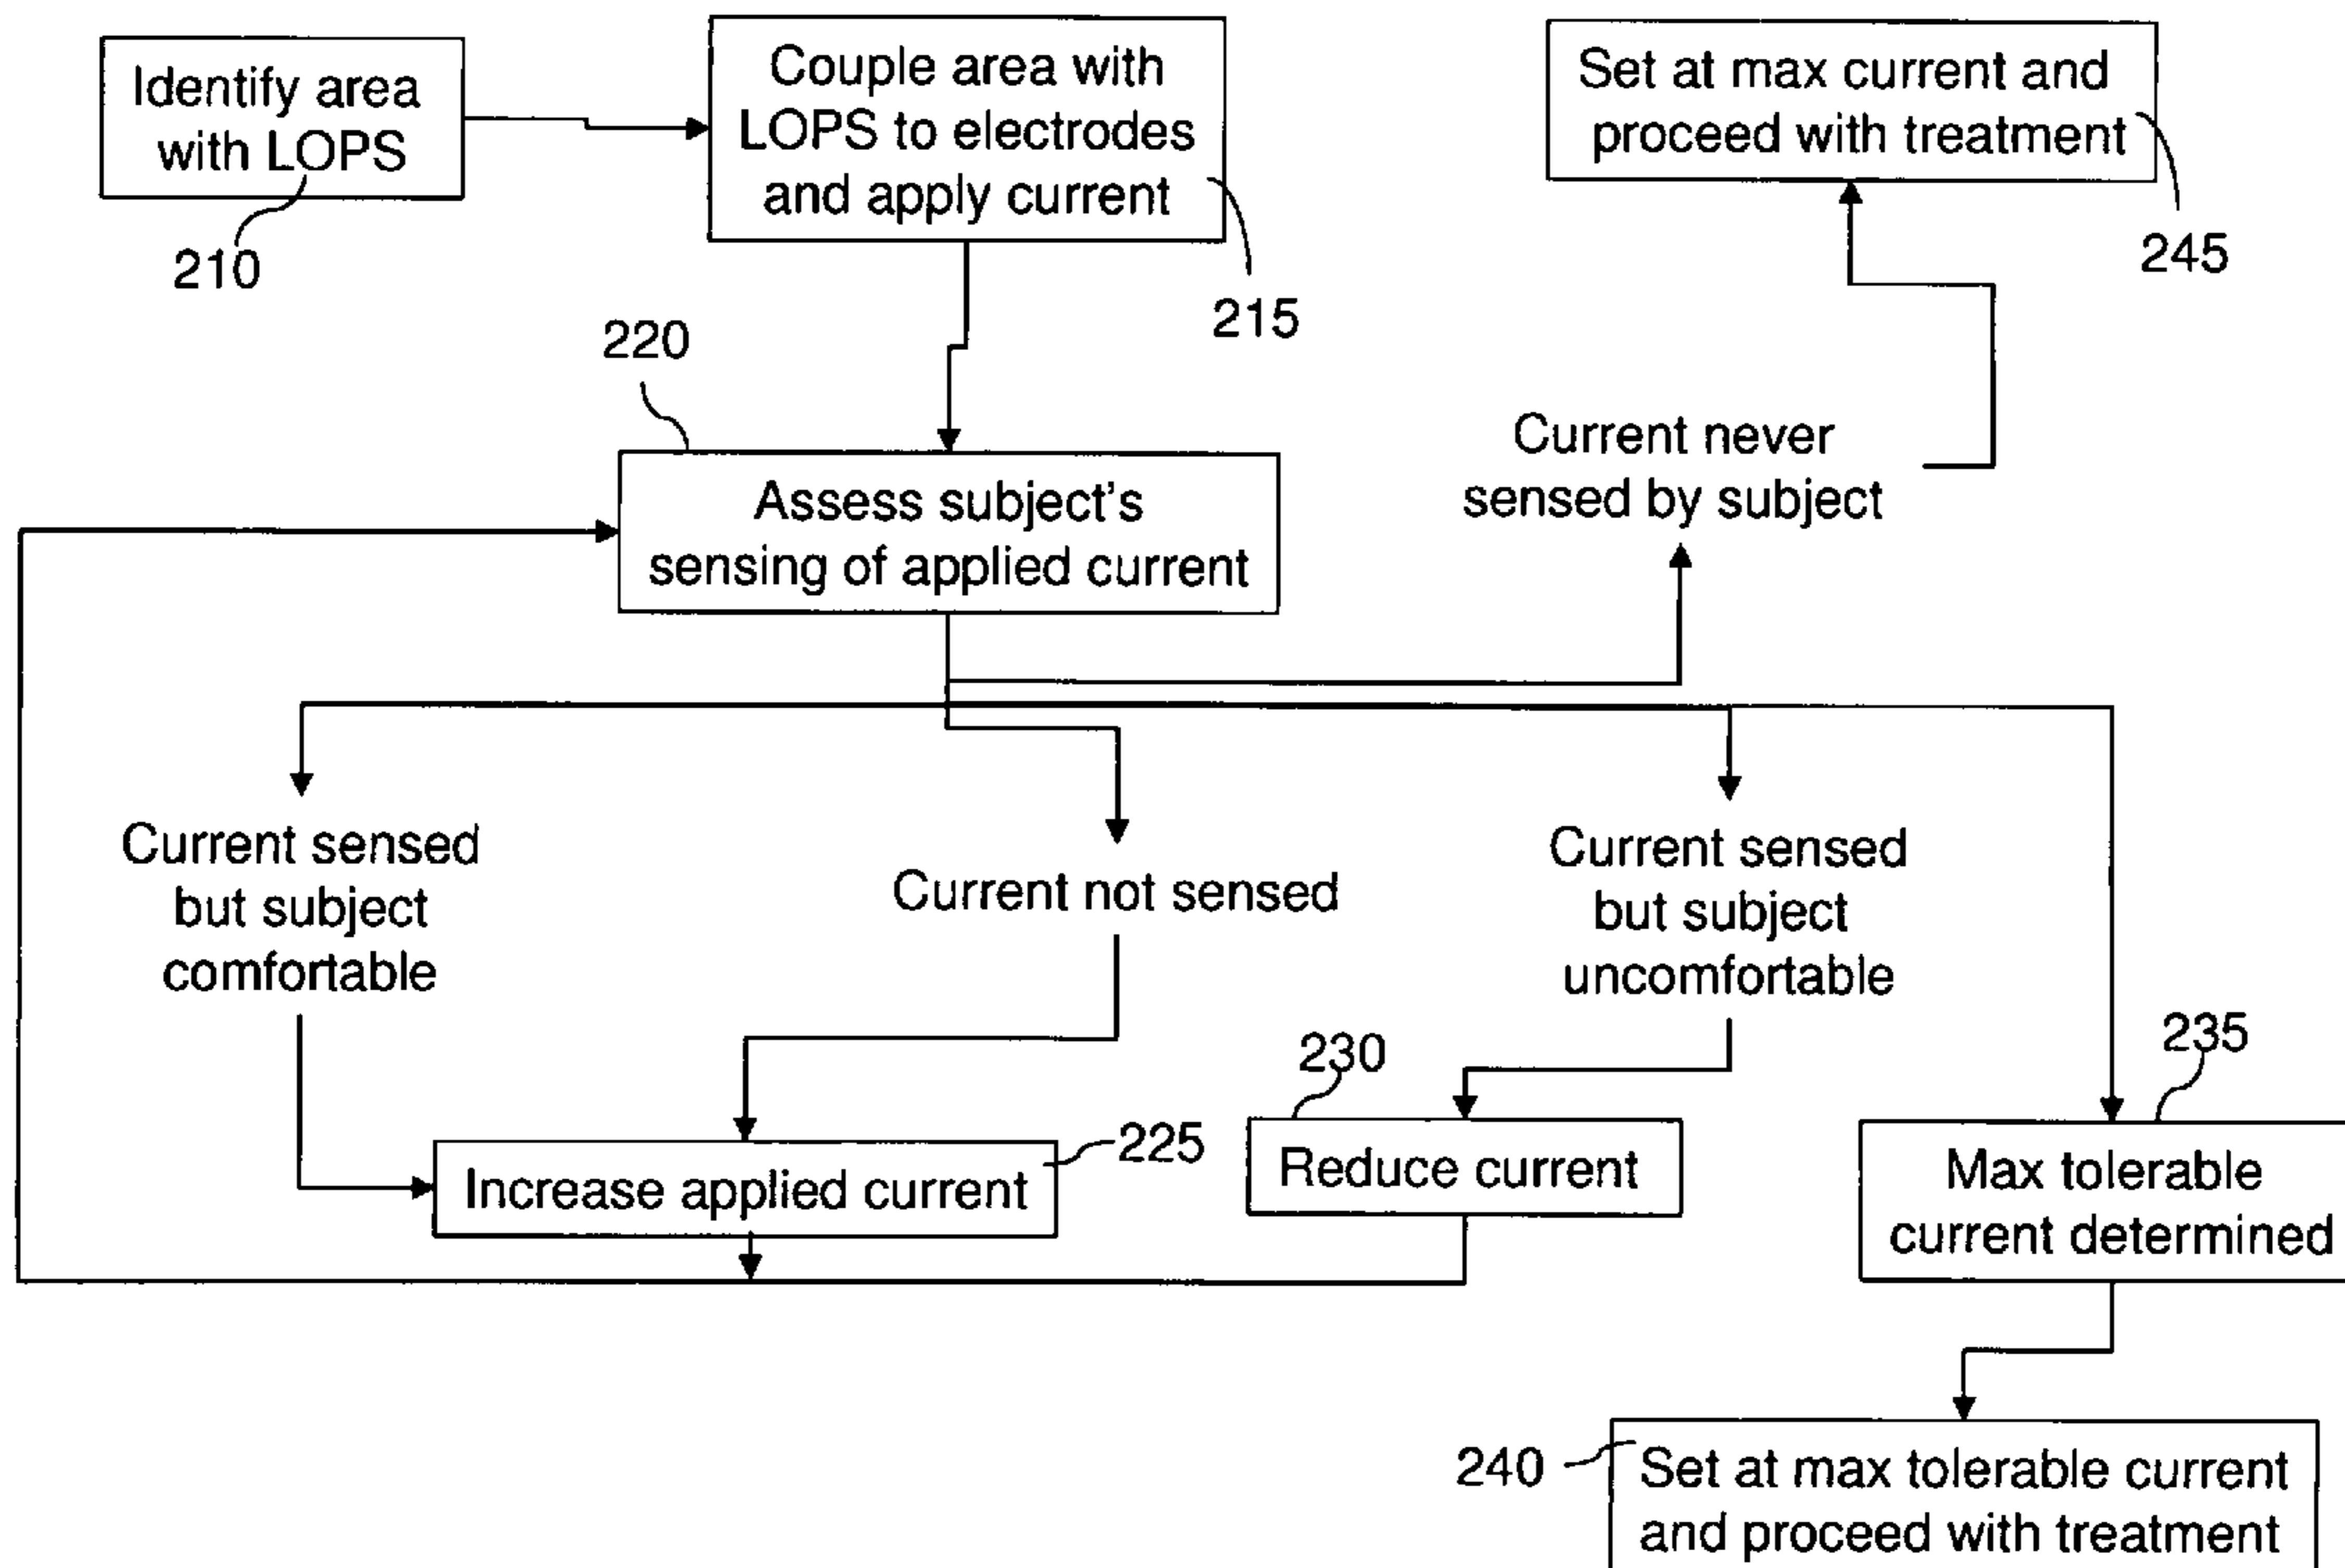 Identify area
with LOPS
210
Couple area with
LOPS to electrodes
and apply current
215
Set at max current and
proceed with treatment
245
220
Assess subject's
sensing of applied current
Current never
sensed by subject
Current sensed
but subject
comfortable
Current not sensed
Current sensed
but subject
uncomfortable
Increase applied current
225
230
Reduce current
235
Max tolerable
current determined
240
Set at max tolerable current
and proceed with treatment